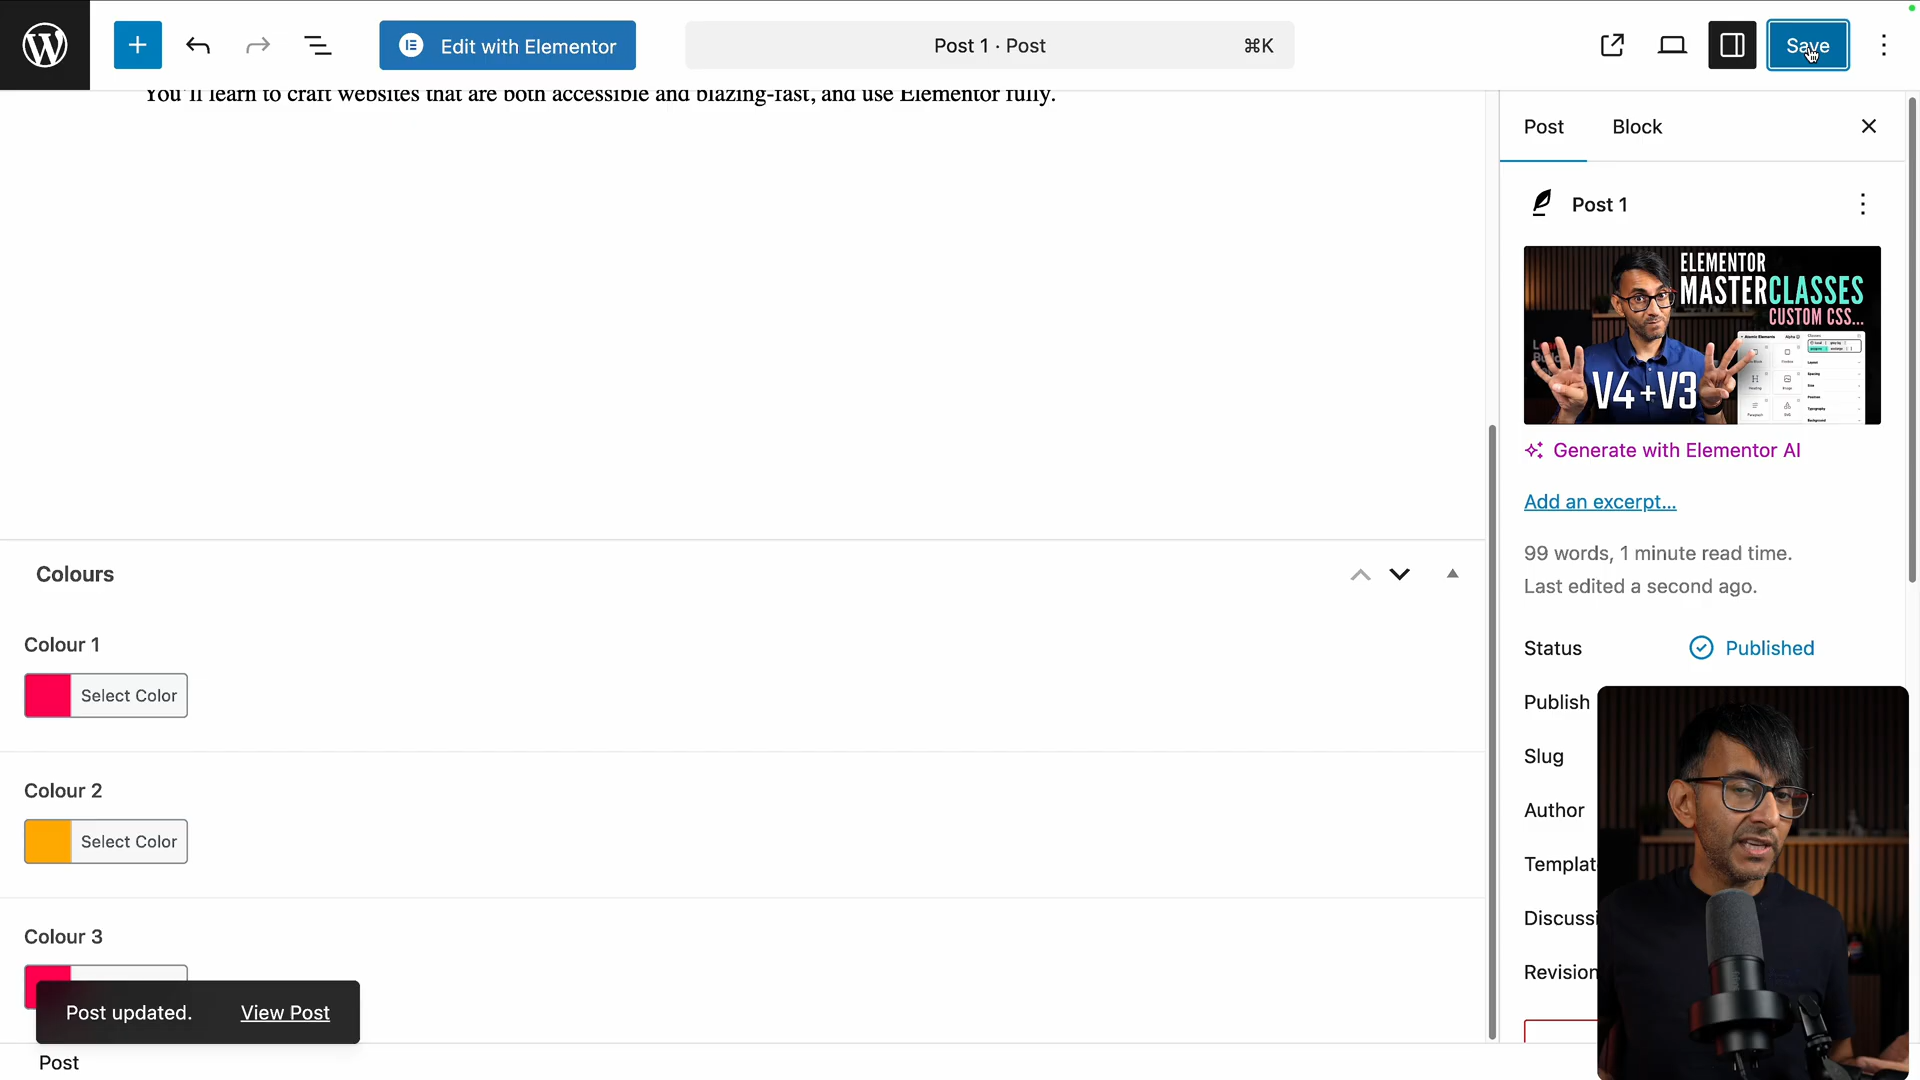 Edit with Elementor
Post 1 · Post
⌘K
Save
You'll learn to craft websites that are both accessible and blazing-fast, and use Elementor fully.
Post
Block
Post 1
ELEMENTOR
MASTERCLASSES
CUSTOM CSS...
V4+V3
Generate with Elementor AI
Add an excerpt...
99 words, 1 minute read time.
Last edited a second ago.
Status
Published
Publish
Slug
Author
Templat
Discussi
Revision
Colours
Colour 1
Select Color
Colour 2
Select Color
Colour 3
Post updated.
View Post
Post